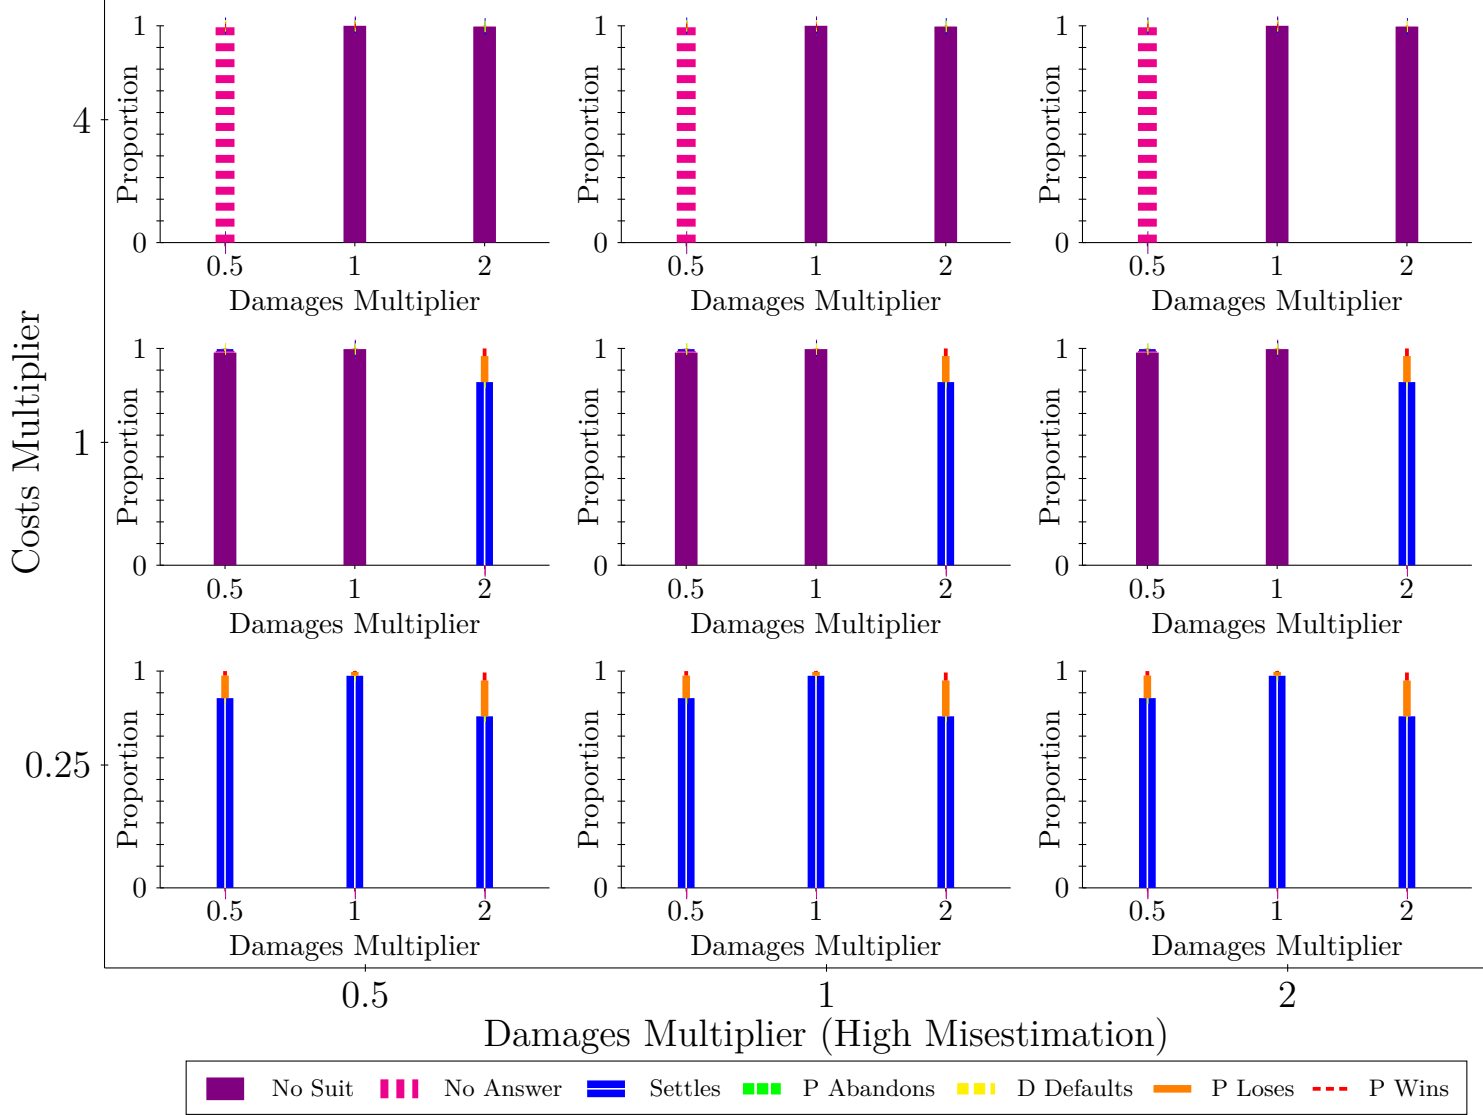 1 1 1
Proportion Proportion Proportion
4
0 0 0
0.5 1 2 0.5 1 2 0.5 1 2
Damages Multiplier Damages Multiplier Damages Multiplier
Costs Multiplier
1 1 1
Proportion Proportion Proportion
1
0 0 0
0.5 1 2 0.5 1 2 0.5 1 2
Damages Multiplier Damages Multiplier Damages Multiplier
1 1 1
Proportion Proportion Proportion
0.25
0 0 0
0.5 1 2 0.5 1 2 0.5 1 2
Damages Multiplier Damages Multiplier Damages Multiplier
0.5 1 2
Damages Multiplier (High Misestimation)
No Suit No Answer Settles P Abandons D Defaults P Loses P Wins